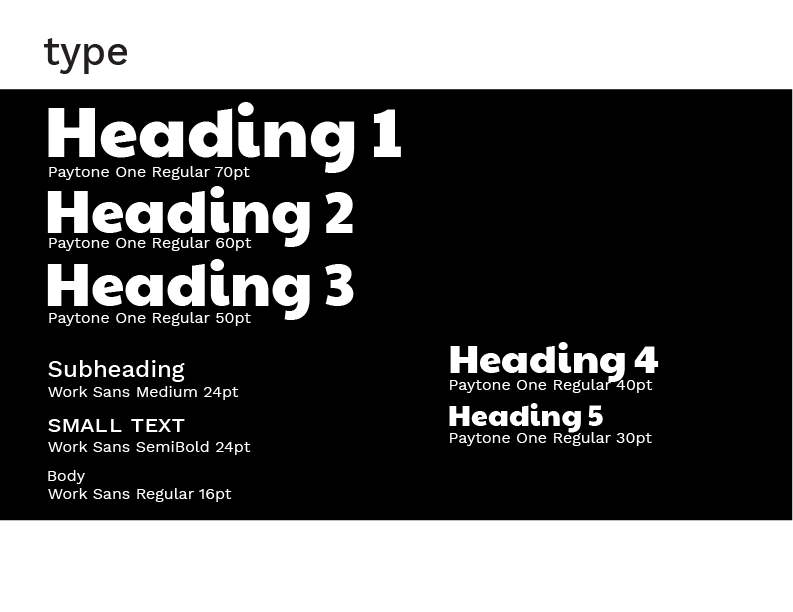 type
Heading 1
Paytone One Regular 70pt
Heading 2
Paytone One Regular 60pt
Heading 3
Paytone One Regular 50pt
Subheading
Work Sans Medium 24pt
SMALL TEXT
Work Sans SemiBold 24pt
Body
Work Sans Regular 16pt
Heading 4
Paytone One Regular 40pt
Heading 5
Paytone One Regular 30pt